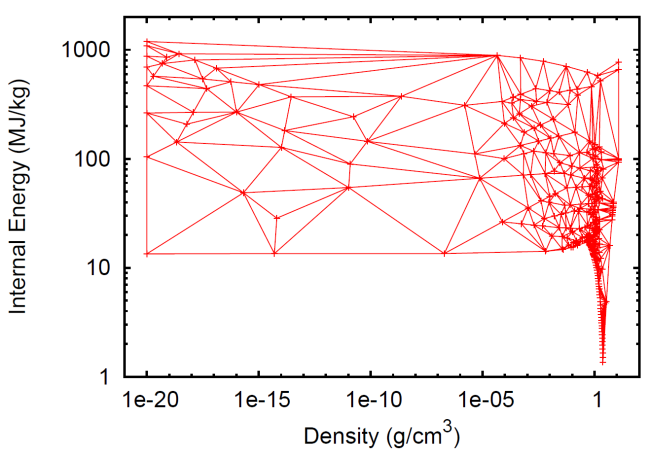 Internal Energy (MJ/kg)
1000
100
10
1
1e-20 1e-15 1e-10 1e-05 1
Density (g/cm³)